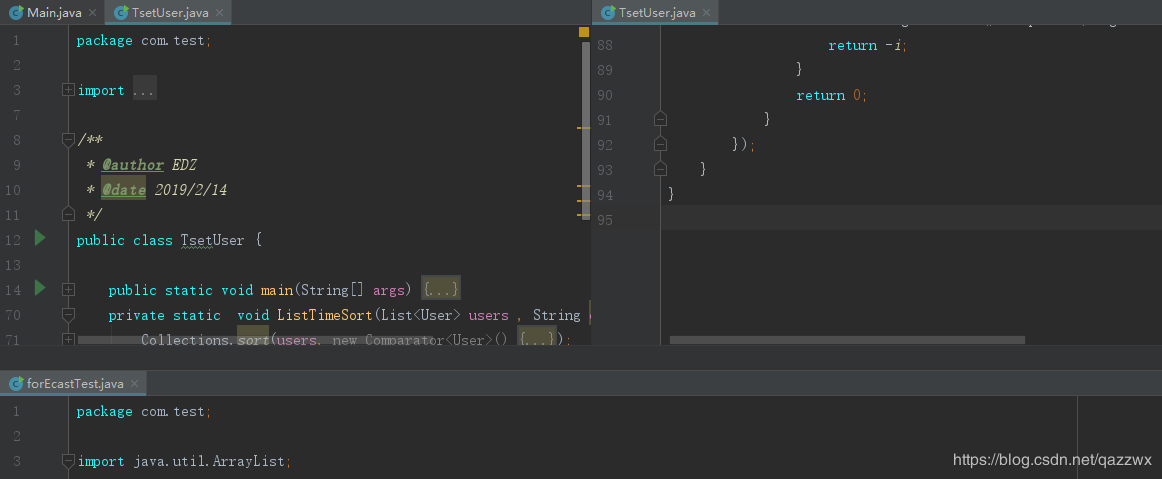 Main.java
TsetUser.java
1 package com.test;
2
3 import ...
7
8 /**
9 * @author EDZ
10 * @date 2019/2/14
11 */
12 public class TsetUser {
13
14 public static void main(String[] args) {...}
70 private static void ListTimeSort(List<User> users , String
71 Collections.sort(users, new Comparator<User>() {...});
TsetUser.java
88 return -i;
89 }
90 return 0;
91 }
92 });
93 }
94 }
95
forEcastTest.java
1 package com.test;
2
3 import java.util.ArrayList;
https://blog.csdn.net/qazzwx